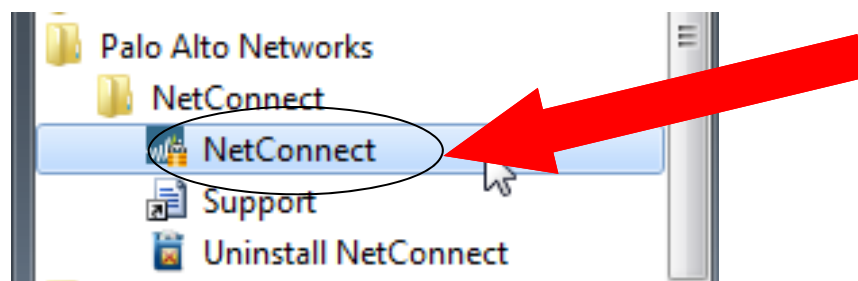 Palo Alto Networks
NetConnect
NetConnect
Support
Uninstall NetConnect